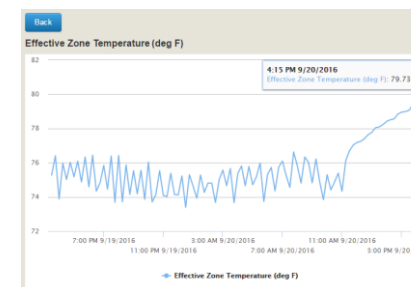 Back
Effective Zone Temperature (deg F)
82
4:15 PM 9/20/2016
Effective Zone Temperature (deg F): 79.73
80
78
76
74
72
7:00 PM 9/19/2016
3:00 AM 9/20/2016
11:00 AM 9/20/2016
11:00 PM 9/19/2016
7:00 AM 9/20/2016
3:00 PM 9/20
Effective Zone Temperature (deg F)